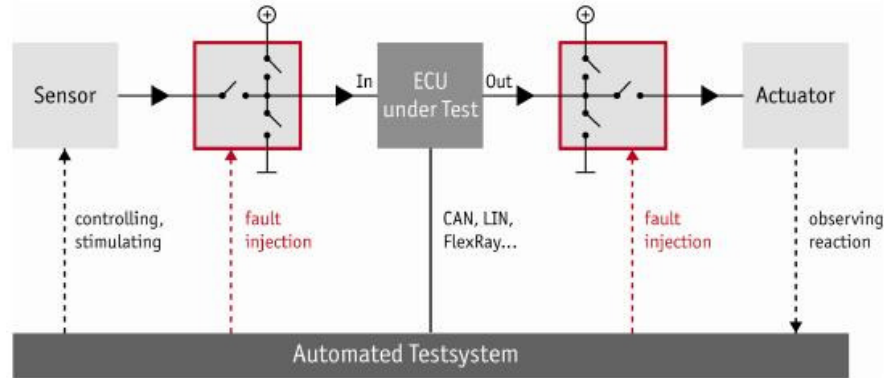 Sensor
In
ECU
under Test
Out
Actuator
controlling,
stimulating
fault
injection
CAN, LIN,
FlexRay...
fault
injection
observing
reaction
Automated Testsystem